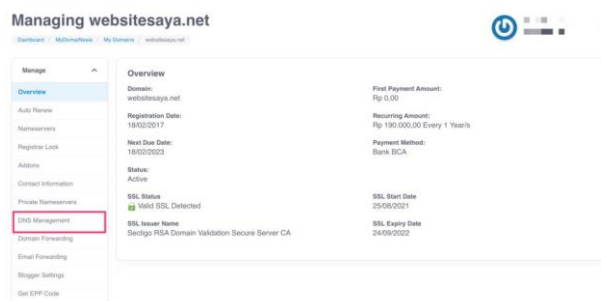 Managing websitesaya.net
Dashboard / MyDomaiNesia / My Domains / websitesaya.net
Manage
Overview
Auto Renew
Nameservers
Registrar Lock
Addons
Contact Information
Private Nameservers
DNS Management
Domain Forwarding
Email Forwarding
Blogger Settings
Get EPP Code
Overview
Domain:
websitesaya.net
First Payment Amount:
Rp 0,00
Registration Date:
18/02/2017
Recurring Amount:
Rp 190.000,00 Every 1 Year/s
Next Due Date:
18/02/2023
Payment Method:
Bank BCA
Status:
Active
SSL Status
Valid SSL Detected
SSL Start Date
25/08/2021
SSL Issuer Name
Sectigo RSA Domain Validation Secure Server CA
SSL Expiry Date
24/09/2022